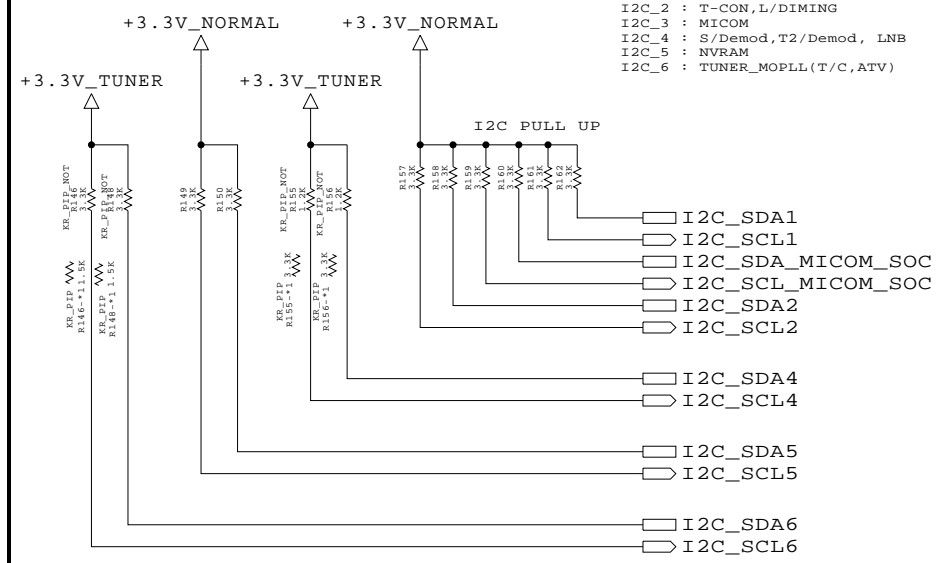 I2C_2 : T-CON,L/DIMING
I2C_3 : MICOM
I2C_4 : S/Demod,T2/Demod, LNB
I2C_5 : NVRAM
I2C_6 : TUNER_MOPLL(T/C,ATV)
+3.3V_NORMAL
+3.3V_NORMAL
+3.3V_TUNER
+3.3V_TUNER
I2C PULL UP
KR_PIP_NOT
R146
3.3K
KR_PIP_NOT
R148
3.3K
R149
3.3K
R150
3.3K
KR_PIP_NOT
R155
1.2K
KR_PIP_NOT
R156
1.2K
R157
3.3K
R158
3.3K
R159
3.3K
R160
3.3K
R161
3.3K
R162
3.3K
KR_PIP
R146-*1 1.5K
KR_PIP
R148-*1 1.5K
KR_PIP
R155-*1 3.3K
KR_PIP
R156-*1 3.3K
I2C_SDA1
I2C_SCL1
I2C_SDA_MICOM_SOC
I2C_SCL_MICOM_SOC
I2C_SDA2
I2C_SCL2
I2C_SDA4
I2C_SCL4
I2C_SDA5
I2C_SCL5
I2C_SDA6
I2C_SCL6